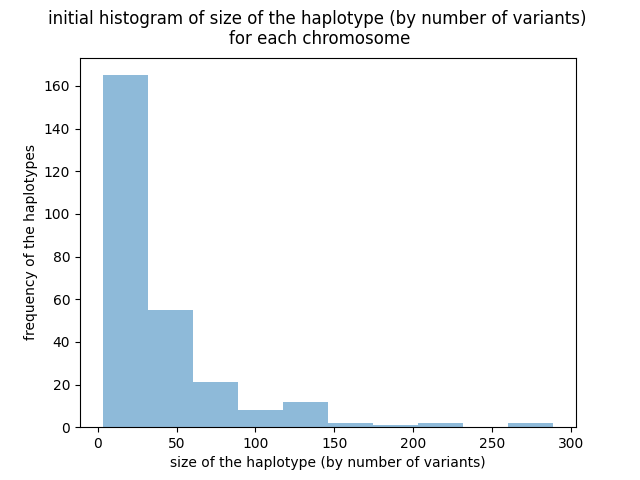 initial histogram of size of the haplotype (by number of variants)
for each chromosome
frequency of the haplotypes
160
140
120
100
80
60
40
20
0
0 50 100 150 200 250 300
size of the haplotype (by number of variants)